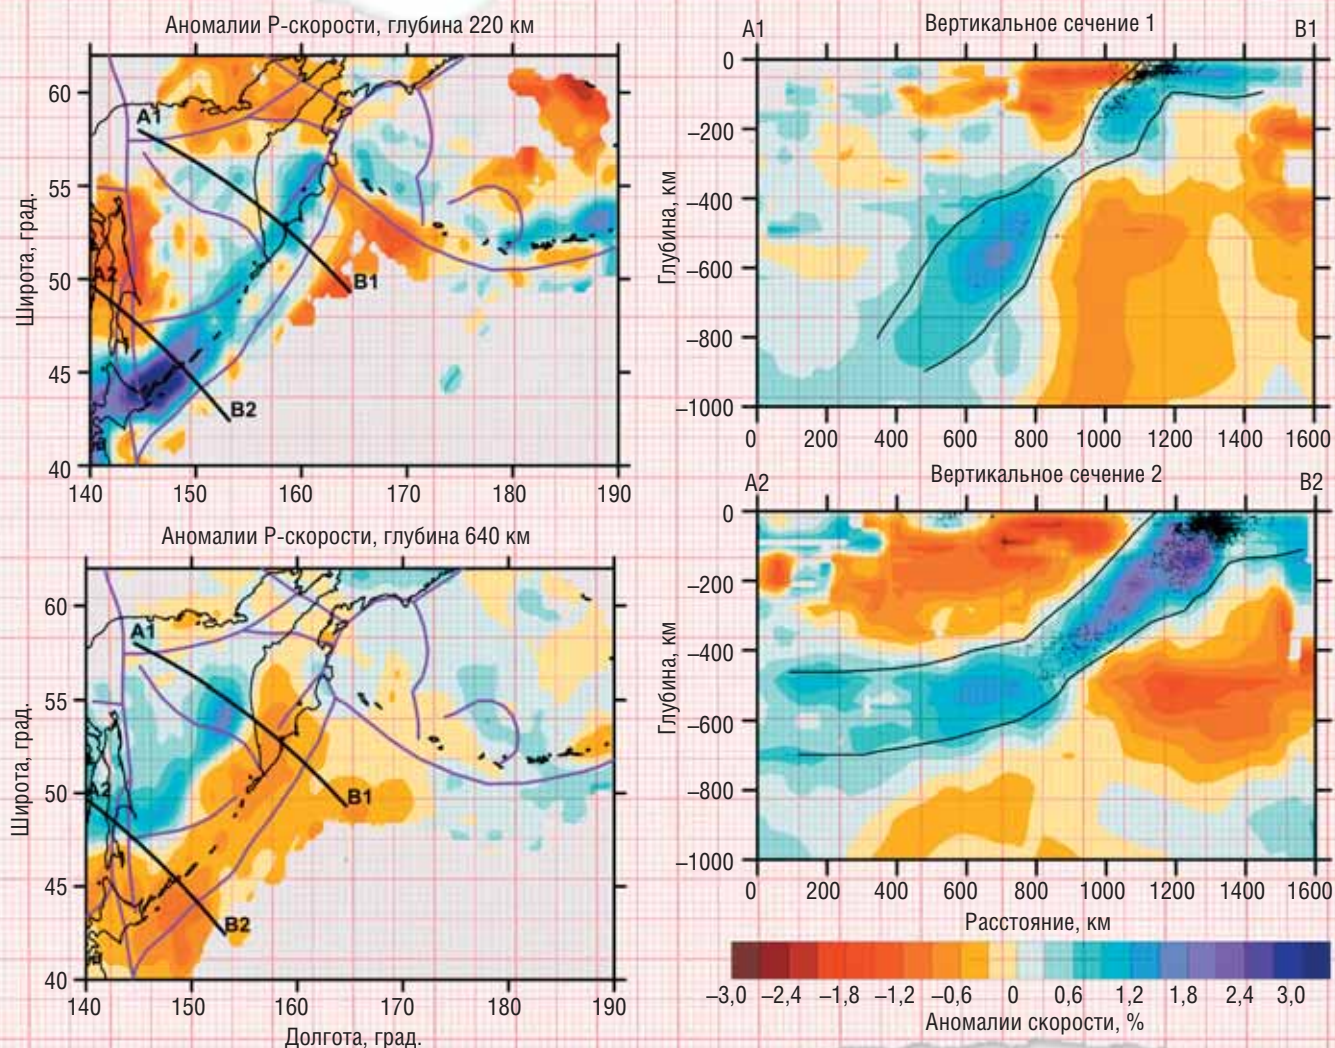 Аномалии P-скорости, глубина 220 км
Широта, град.
60
55
50
45
40
140 150 160 170 180 190
A1
B1
A2
B2
Вертикальное сечение 1
A1 B1
Глубина, км
0
–200
–400
–600
–800
–1000
0 200 400 600 800 1000 1200 1400 1600
Аномалии P-скорости, глубина 640 км
Широта, град.
60
55
50
45
40
140 150 160 170 180 190
Долгота, град.
A1
B1
A2
B2
Вертикальное сечение 2
A2 B2
Глубина, км
0
–200
–400
–600
–800
–1000
0 200 400 600 800 1000 1200 1400 1600
Расстояние, км
–3,0 –2,4 –1,8 –1,2 –0,6 0 0,6 1,2 1,8 2,4 3,0
Аномалии скорости, %